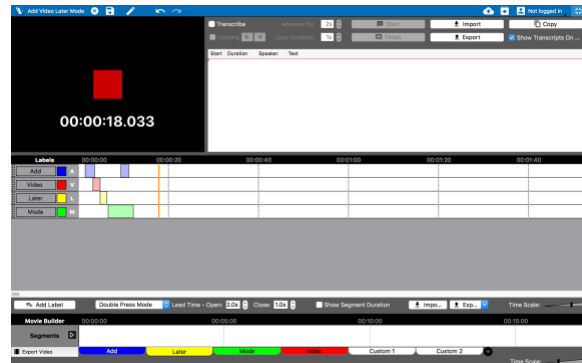 Add Video Later Mode Not logged in
Transcribe Advance By: 2s Start Import Copy
Looping Loop Duration: 1s Finish Export Show Transcripts On ...
Start Duration Speaker Text
00:00:18.033
Labels 00:00:00 00:00:20 00:00:40 00:01:00 00:01:20 00:01:40
Add A
Video V
Later L
Mode M
Add Label Double Press Mode Lead Time - Open: 2.0s Close: 1.0s Show Segment Duration Impo... Exp... Time Scale:
Movie Builder 00:00:00 00:05:00 00:10:00 00:15:00
Segments
Export Video Add Later Mode Video Custom 1 Custom 2
Time Scale: